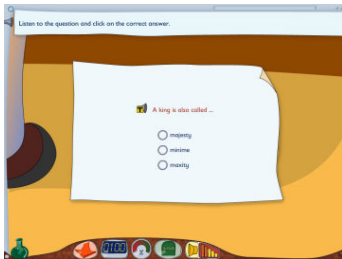 Listen to the question and click on the correct answer.
A king is also called ...
majesty
minime
maxity